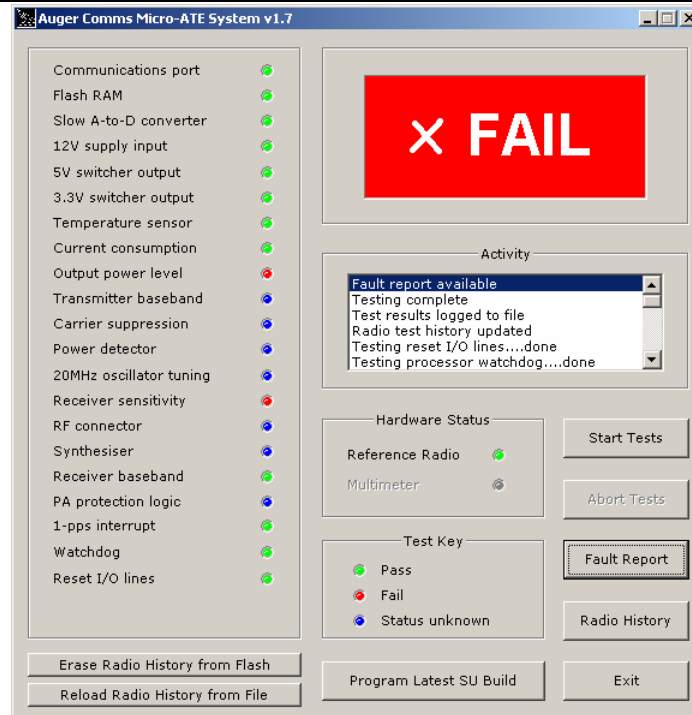 Auger Comms Micro-ATE System v1.7
Communications port
Flash RAM
Slow A-to-D converter
12V supply input
5V switcher output
3.3V switcher output
Temperature sensor
Current consumption
Output power level
Transmitter baseband
Carrier suppression
Power detector
20MHz oscillator tuning
Receiver sensitivity
RF connector
Synthesiser
Receiver baseband
PA protection logic
1-pps interrupt
Watchdog
Reset I/O lines
Erase Radio History from Flash
Reload Radio History from File
× FAIL
Activity
Fault report available
Testing complete
Test results logged to file
Radio test history updated
Testing reset I/O lines....done
Testing processor watchdog....done
Hardware Status
Reference Radio
Multimeter
Test Key
Pass
Fail
Status unknown
Program Latest SU Build
Start Tests
Abort Tests
Fault Report
Radio History
Exit